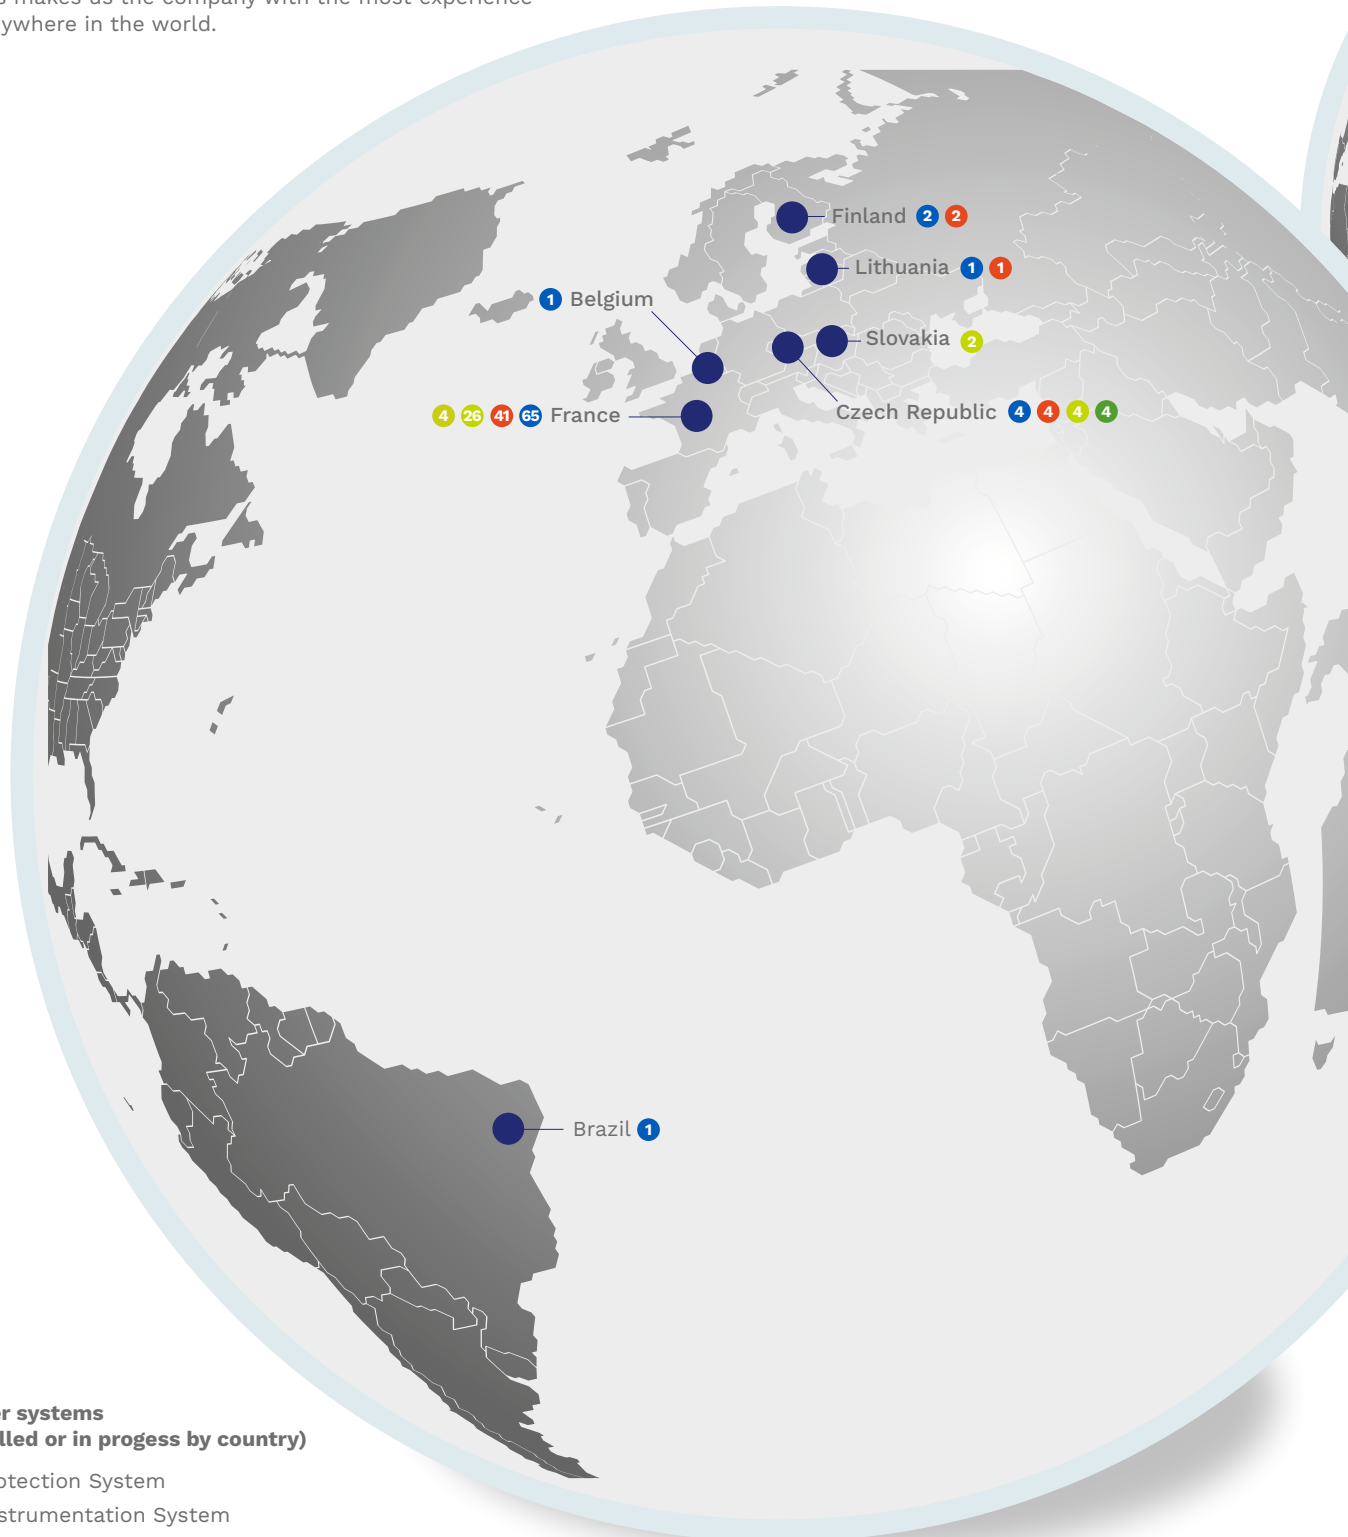 makes us the company with the most experience
ywhere in the world.
Finland 2 2
Lithuania 1 1
1 Belgium
Slovakia 2
Czech Republic 4 4 4 4
4 26 41 65 France
Brazil 1
er systems
lled or in progess by country)
otection System
strumentation System